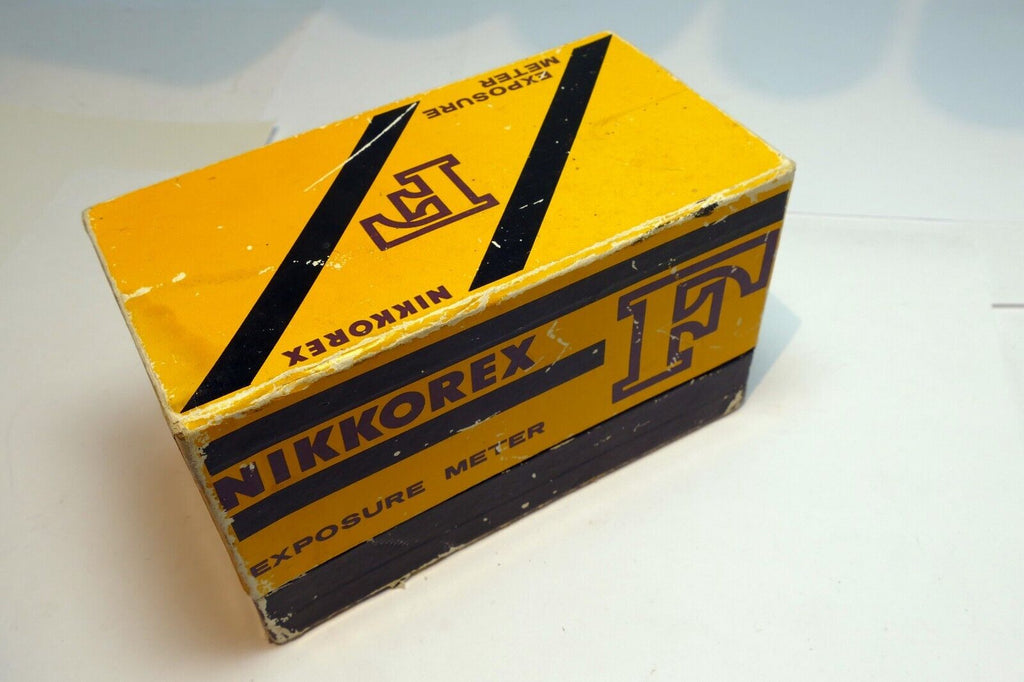 EXPOSURE
METER
F
NIKKOREX
NIKKOREX
F
EXPOSURE METER